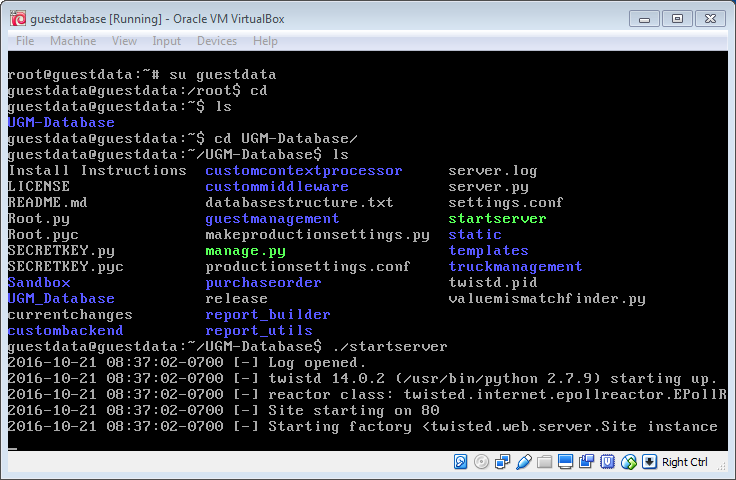 guestdatabase [Running] - Oracle VM VirtualBox
File Machine View Input Devices Help
root@guestdata:~# su guestdata
guestdata@guestdata:/root$ cd
guestdata@guestdata:~$ ls
UGM-Database
guestdata@guestdata:~$ cd UGM-Database/
guestdata@guestdata:~/UGM-Database$ ls
Install Instructions customcontextprocessor server.log
LICENSE custommiddleware server.py
README.md databasestructure.txt settings.conf
Root.py guestmanagement startserver
Root.pyc makeproductionsettings.py static
SECRETKEY.py manage.py templates
SECRETKEY.pyc productionsettings.conf truckmanagement
Sandbox purchaseorder twistd.pid
UGM_Database release valuemismatchfinder.py
currentchanges report_builder
custombackend report_utils
guestdata@guestdata:~/UGM-Database$ ./startserver
2016-10-21 08:37:02-0700 [-] Log opened.
2016-10-21 08:37:02-0700 [-] twistd 14.0.2 (/usr/bin/python 2.7.9) starting up.
2016-10-21 08:37:02-0700 [-] reactor class: twisted.internet.epollreactor.EPollR
2016-10-21 08:37:02-0700 [-] Site starting on 80
2016-10-21 08:37:02-0700 [-] Starting factory <twisted.web.server.Site instance
Right Ctrl